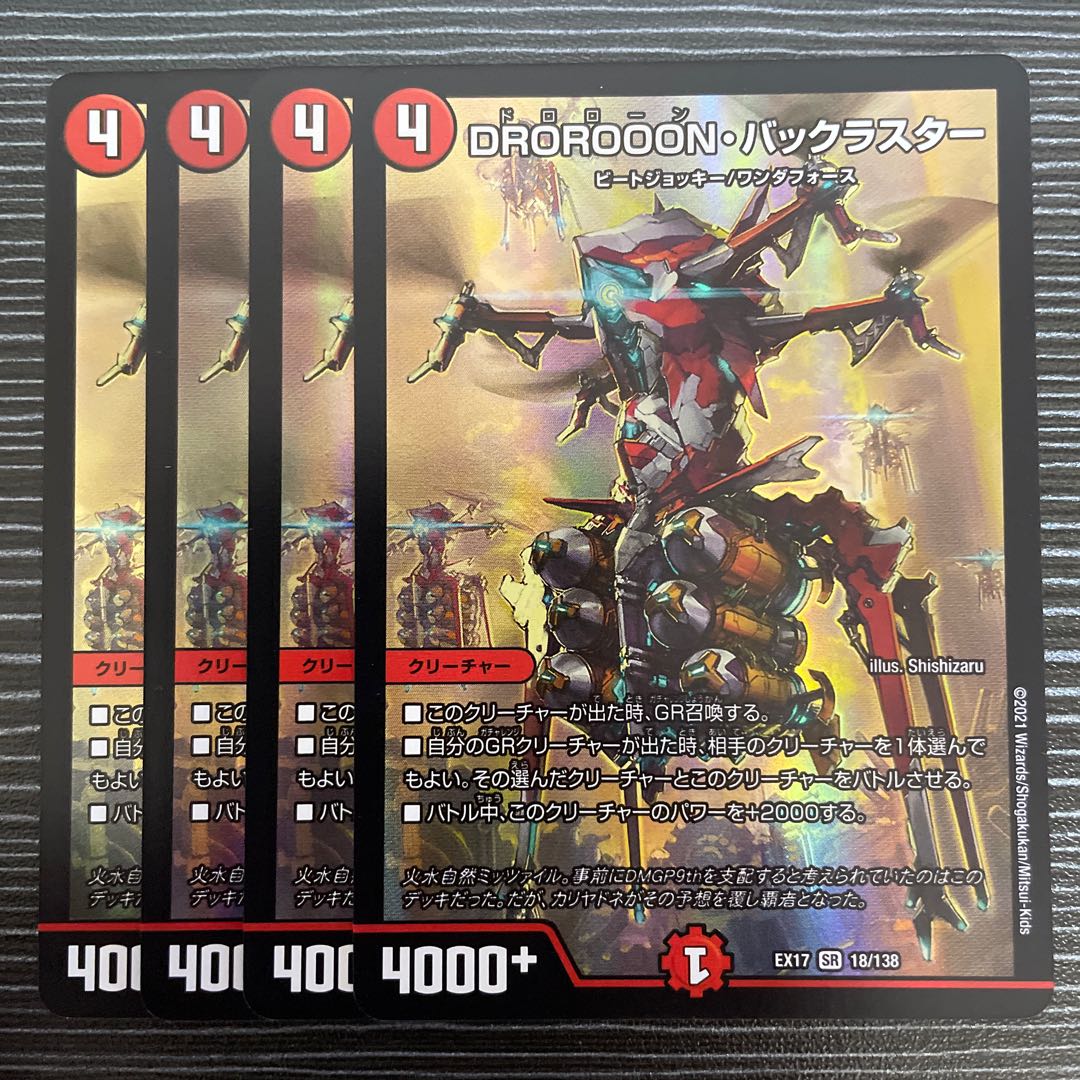 4
4
4
4
ドロローン
DROROOON・バックラスター
ビートジョッキー/ワンダフォース
クリー
クリー
クリー
クリーチャー
illus. Shishizaru
■このクリーチャーが出た時、GR召喚する。
■自分のGRクリーチャーが出た時、相手のクリーチャーを1体選んで
もよい。その選んだクリーチャーとこのクリーチャーをバトルさせる。
■バトル中、このクリーチャーのパワーを+2000する。
火水自然ミッツァイル。事前にDMGP9thを支配すると考えられていたのはこの
デッキだった。だが、カリヤドネがその予想を覆し覇者となった。
■この
■自分
もよい
■バト
火水自
デッキだ
■この
■自分
もよい
■バト
火水自
デッキだ
■この
■自分
もよい
■バト
火水自
デッキだ
400
400
400
4000+
1
EX17 SR 18/138
©2021 Wizards/Shogakukan/Mitsui-Kids